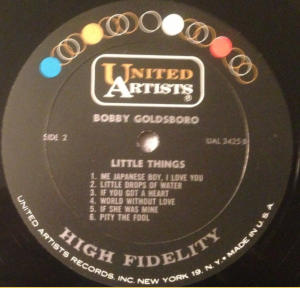 UNITED
ARTISTS®
BOBBY GOLDSBORO
SIDE 2
UAL 3425 B
LITTLE THINGS
1. ME JAPANESE BOY, I LOVE YOU
2. LITTLE DROPS OF WATER
3. IF YOU GOT A HEART
4. WORLD WITHOUT LOVE
5. IF SHE WAS MINE
6. PITY THE FOOL
HIGH FIDELITY
UNITED ARTISTS RECORDS, INC. NEW YORK 19, N.Y. • MADE IN U.S.A.